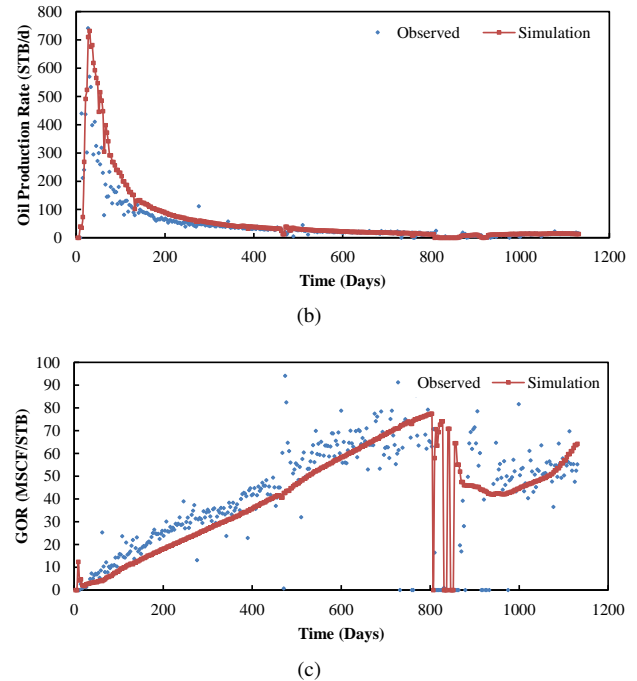 800
700
600
500
400
300
200
100
0
Oil Production Rate (STB/d)
Observed Simulation
0 200 400 600 800 1000 1200
Time (Days)
(b)
100
90
80
70
60
50
40
30
20
10
0
GOR (MSCF/STB)
Observed Simulation
0 200 400 600 800 1000 1200
Time (Days)
(c)